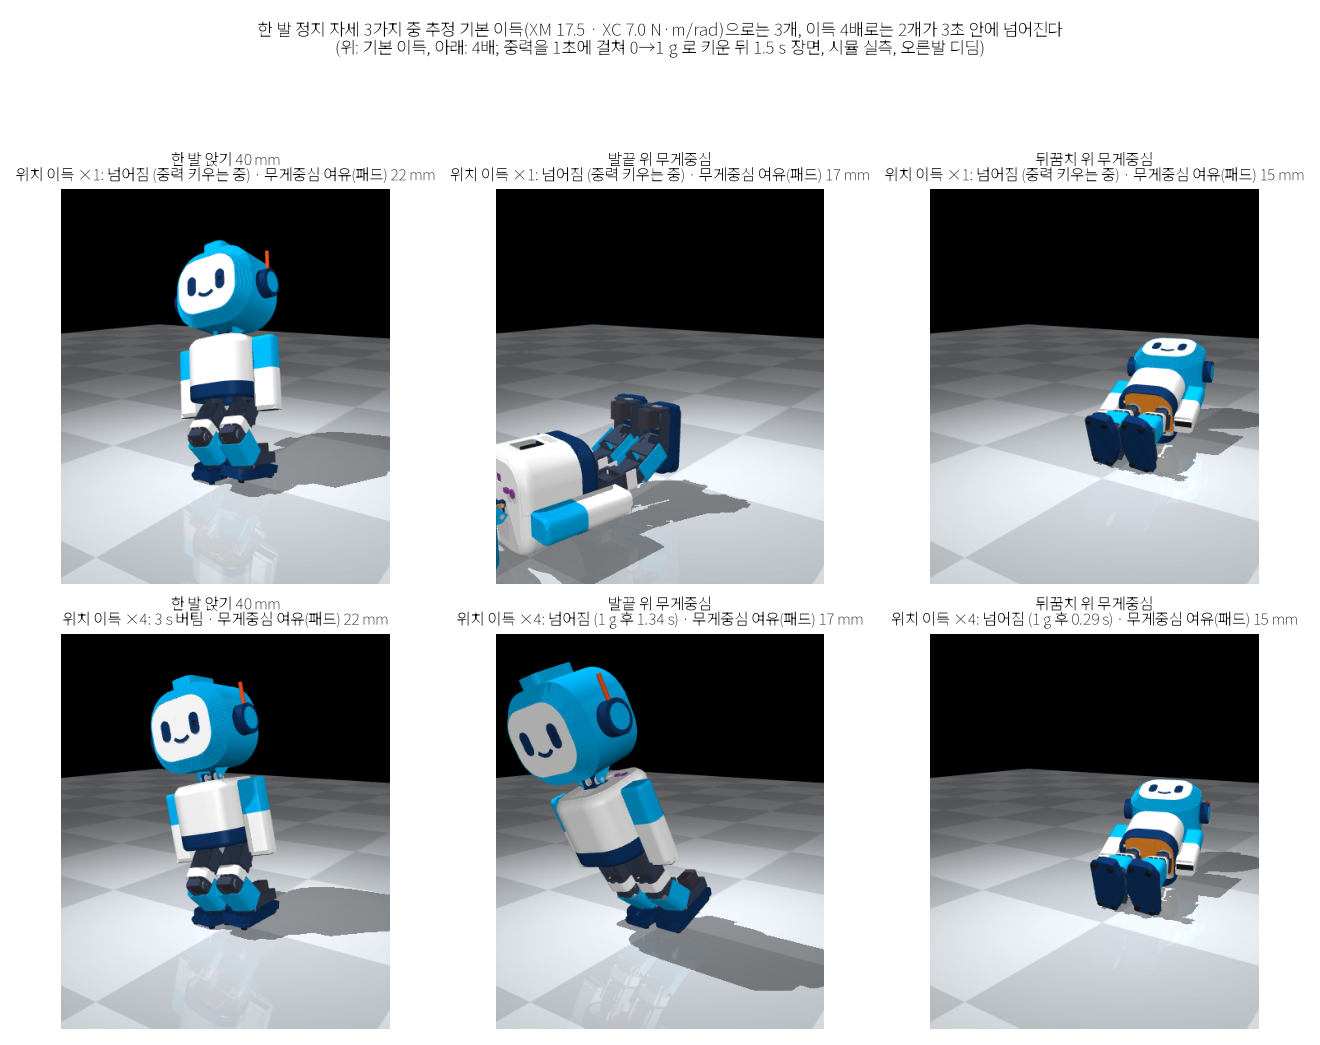 한 발 정지 자세 3가지 중 추정 기본 이득(XM 17.5 · XC 7.0 N·m/rad)으로는 3개, 이득 4배로는 2개가 3초 안에 넘어진다
(위: 기본 이득, 아래: 4배; 중력을 1초에 걸쳐 0→1 g 로 키운 뒤 1.5 s 장면, 시뮬 실측, 오른발 디딤)
한 발 앉기 40 mm
위치 이득 ×1: 넘어짐 (중력 키우는 중) · 무게중심 여유(패드) 22 mm
발끝 위 무게중심
위치 이득 ×1: 넘어짐 (중력 키우는 중) · 무게중심 여유(패드) 17 mm
뒤꿈치 위 무게중심
위치 이득 ×1: 넘어짐 (중력 키우는 중) · 무게중심 여유(패드) 15 mm
한 발 앉기 40 mm
위치 이득 ×4: 3 s 버팀 · 무게중심 여유(패드) 22 mm
발끝 위 무게중심
위치 이득 ×4: 넘어짐 (1 g 후 1.34 s) · 무게중심 여유(패드) 17 mm
뒤꿈치 위 무게중심
위치 이득 ×4: 넘어짐 (1 g 후 0.29 s) · 무게중심 여유(패드) 15 mm